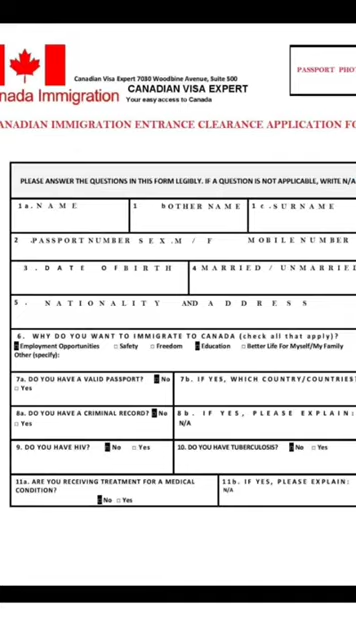 Canadian Visa Expert 7030 Woodbine Avenue, Suite 500
nada Immigration CANADIAN VISA EXPERT
Your easy access to Canada
PASSPORT PHO
ANADIAN IMMIGRATION ENTRANCE CLEARANCE APPLICATION FO
PLEASE ANSWER THE QUESTIONS IN THIS FORM LEGIBLY. IF A QUESTION IS NOT APPLICABLE, WRITE N/A
1a. NAME 1 bOTHER NAME 1c.SURNAME
2 .PASSPORT NUMBER SEX.M / F MOBILE NUMBER
3. DATE OF BIRTH 4 MARRIED / UNMARRIED
5. NATIONALITY AND ADDRESS
6. WHY DO YOU WANT TO IMMIGRATE TO CANADA (check all that apply)?
Employment Opportunities □ Safety □ Freedom Education □ Better Life For Myself/My Family
Other (specify):
7a. DO YOU HAVE A VALID PASSPORT? No 7b. IF YES, WHICH COUNTRY/COUNTRIES
□ Yes
8a. DO YOU HAVE A CRIMINAL RECORD? No 8b. IF YES, PLEASE EXPLAIN:
□ Yes N/A
9. DO YOU HAVE HIV? No □ Yes 10. DO YOU HAVE TUBERCULOSIS? No □ Yes
11a. ARE YOU RECEIVING TREATMENT FOR A MEDICAL CONDITION? 11b. IF YES, PLEASE EXPLAIN:
N/A
No □ Yes